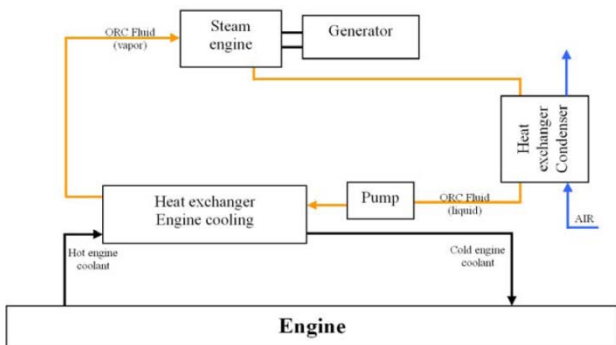 ORC Fluid
(vapor)
Steam
engine
Generator
Heat
exchanger
Condenser
Heat exchanger
Engine cooling
Pump
ORC Fluid
(liquid)
AIR
Hot engine
coolant
Cold engine
coolant
Engine